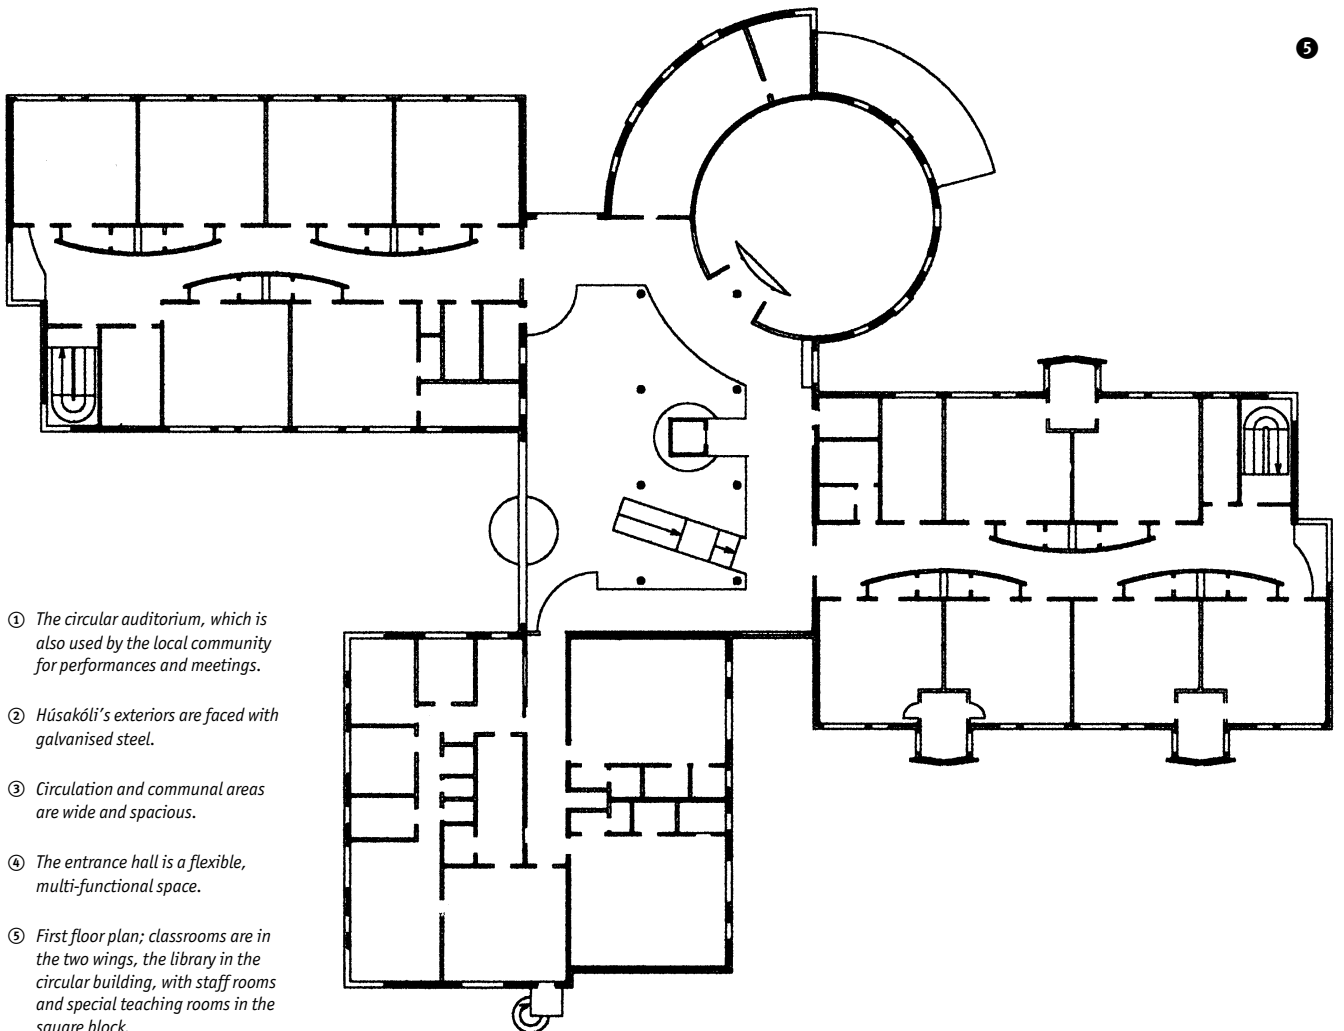 ❺
① The circular auditorium, which is
also used by the local community
for performances and meetings.
② Húsakóli's exteriors are faced with
galvanised steel.
③ Circulation and communal areas
are wide and spacious.
④ The entrance hall is a flexible,
multi-functional space.
⑤ First floor plan; classrooms are in
the two wings, the library in the
circular building, with staff rooms
and special teaching rooms in the
square block.